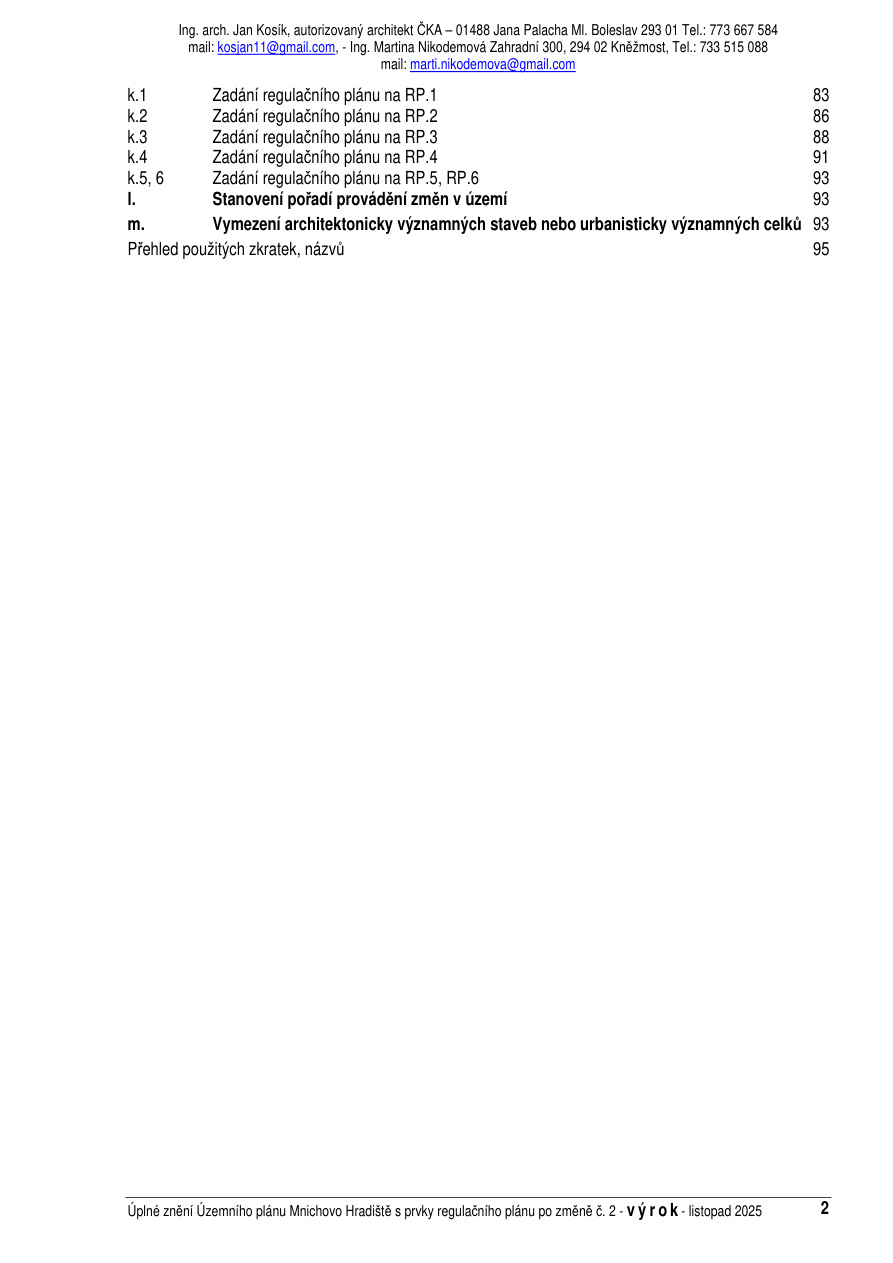 Ing. arch. Jan Kosík, autorizovaný architekt ČKA – 01488 Jana Palacha Ml. Boleslav 293 01 Tel.: 773 667 584
mail: kosjan11@gmail.com, - Ing. Martina Nikodemová Zahradní 300, 294 02 Kněžmost, Tel.: 733 515 088
mail: marti.nikodemova@gmail.com
k.1 Zadání regulačního plánu na RP.1 83
k.2 Zadání regulačního plánu na RP.2 86
k.3 Zadání regulačního plánu na RP.3 88
k.4 Zadání regulačního plánu na RP.4 91
k.5, 6 Zadání regulačního plánu na RP.5, RP.6 93
l. Stanovení pořadí provádění změn v území 93
m. Vymezení architektonicky významných staveb nebo urbanisticky významných celků 93
Přehled použitých zkratek, názvů 95
Úplné znění Územního plánu Mnichovo Hradiště s prvky regulačního plánu po změně č. 2 - v ý r o k - listopad 2025 2